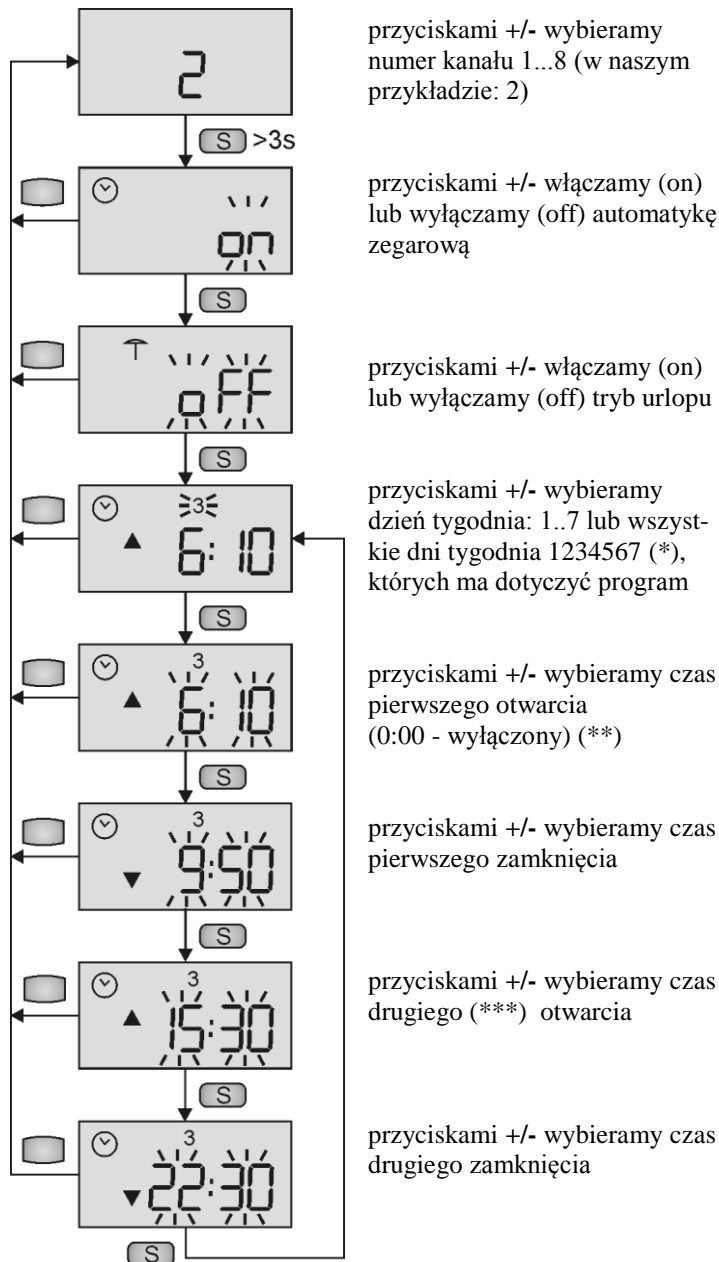 2
przyciskami +/- wybieramy
numer kanału 1...8 (w naszym
przykładzie: 2)
S >3s
on
przyciskami +/- włączamy (on)
lub wyłączamy (off) automatykę
zegarową
S
oFF
przyciskami +/- włączamy (on)
lub wyłączamy (off) tryb urlopu
S
3
6:10
przyciskami +/- wybieramy
dzień tygodnia: 1..7 lub wszyst-
kie dni tygodnia 1234567 (*),
których ma dotyczyć program
S
3
6:10
przyciskami +/- wybieramy czas
pierwszego otwarcia
(0:00 - wyłączony) (**)
S
3
9:50
przyciskami +/- wybieramy czas
pierwszego zamknięcia
S
3
15:30
przyciskami +/- wybieramy czas
drugiego (***) otwarcia
S
3
22:30
przyciskami +/- wybieramy czas
drugiego zamknięcia
S